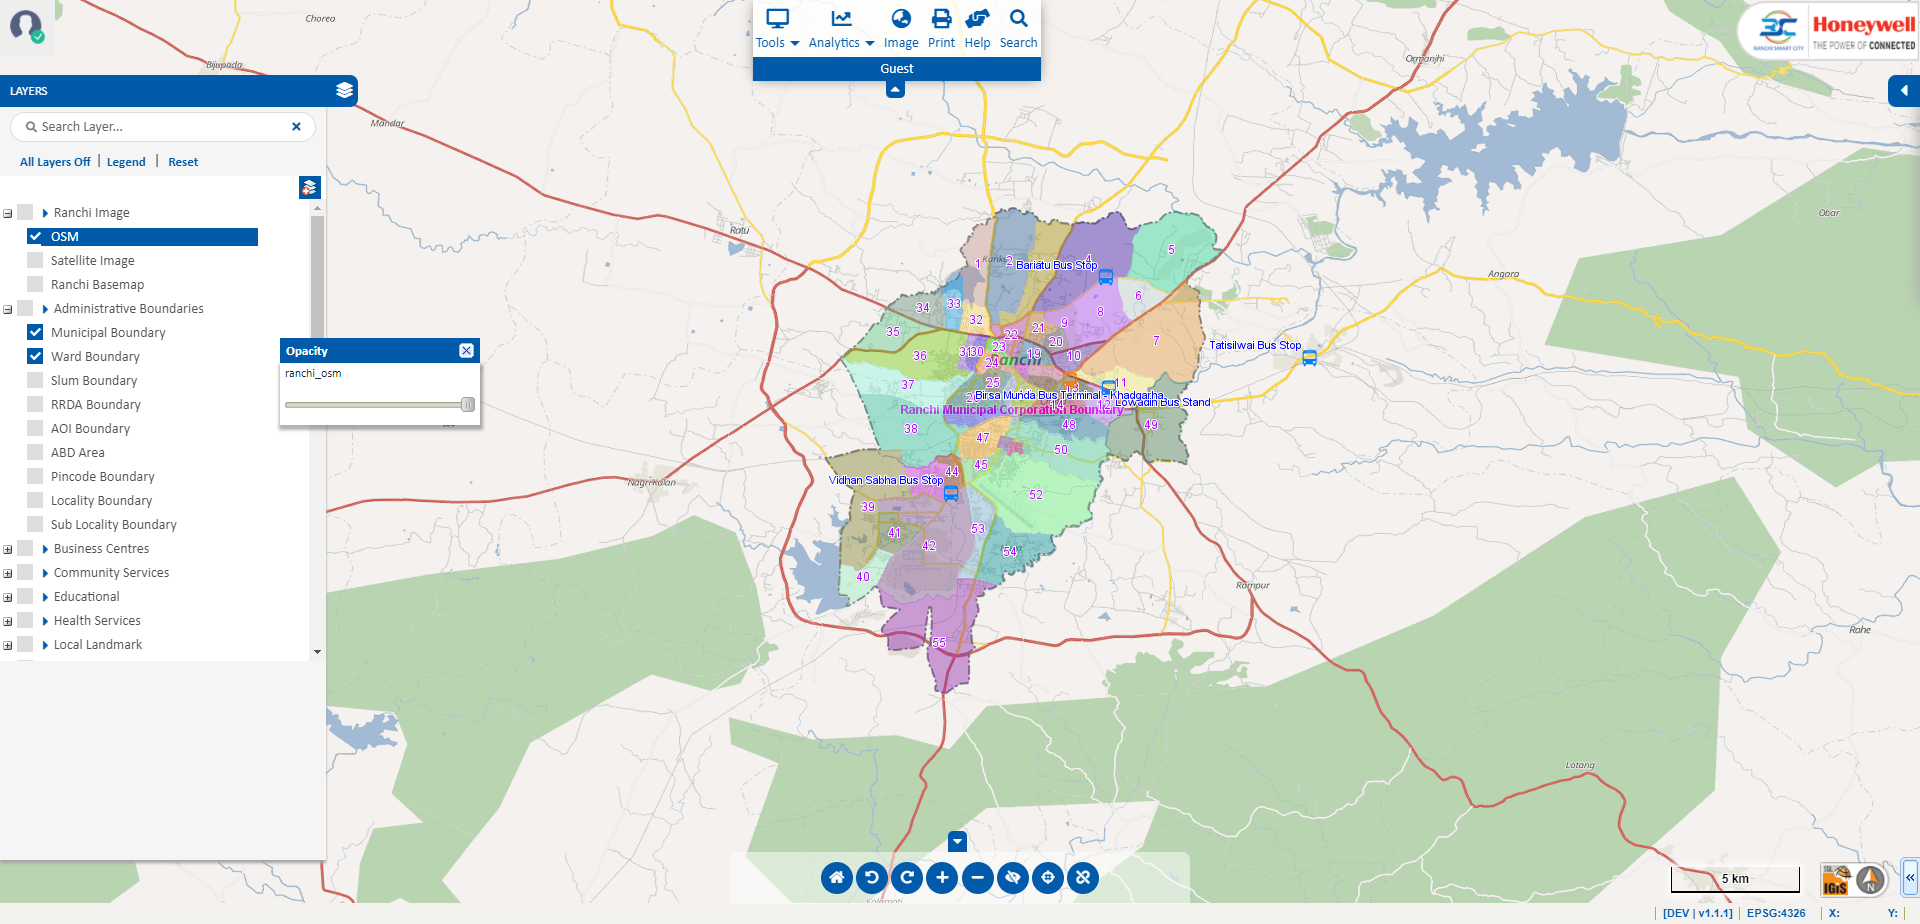 Tools
Analytics
Image
Print
Help
Search
Guest
RANCHI SMART CITY
Honeywell
THE POWER OF CONNECTED
LAYERS
Search Layer...
All Layers Off | Legend | Reset
Ranchi Image
OSM
Satellite Image
Ranchi Basemap
Administrative Boundaries
Municipal Boundary
Ward Boundary
Slum Boundary
RRDA Boundary
AOI Boundary
ABD Area
Pincode Boundary
Locality Boundary
Sub Locality Boundary
Business Centres
Community Services
Educational
Health Services
Local Landmark
Opacity
ranchi_osm
Chorea
Bijupada
Mandar
Ratu
Ormanjhi
Obar
Angara
Nagri Kalan
Rampur
Rahe
Lotang
Kalamati
Kanke
Ranchi
1
2
4
5
6
7
8
9
10
11
19
20
21
22
23
24
25
30
31
32
33
34
35
36
37
38
39
40
41
42
44
45
47
48
49
50
52
53
54
55
Bariatu Bus Stop
Tatisilwai Bus Stop
Birsa Munda Bus Terminal - Khadgarha
Lowadih Bus Stand
Ranchi Municipal Corporation Boundary
Vidhan Sabha Bus Stop
5 km
IGiS
N
[DEV | v1.1.1] EPSG:4326 X: Y: